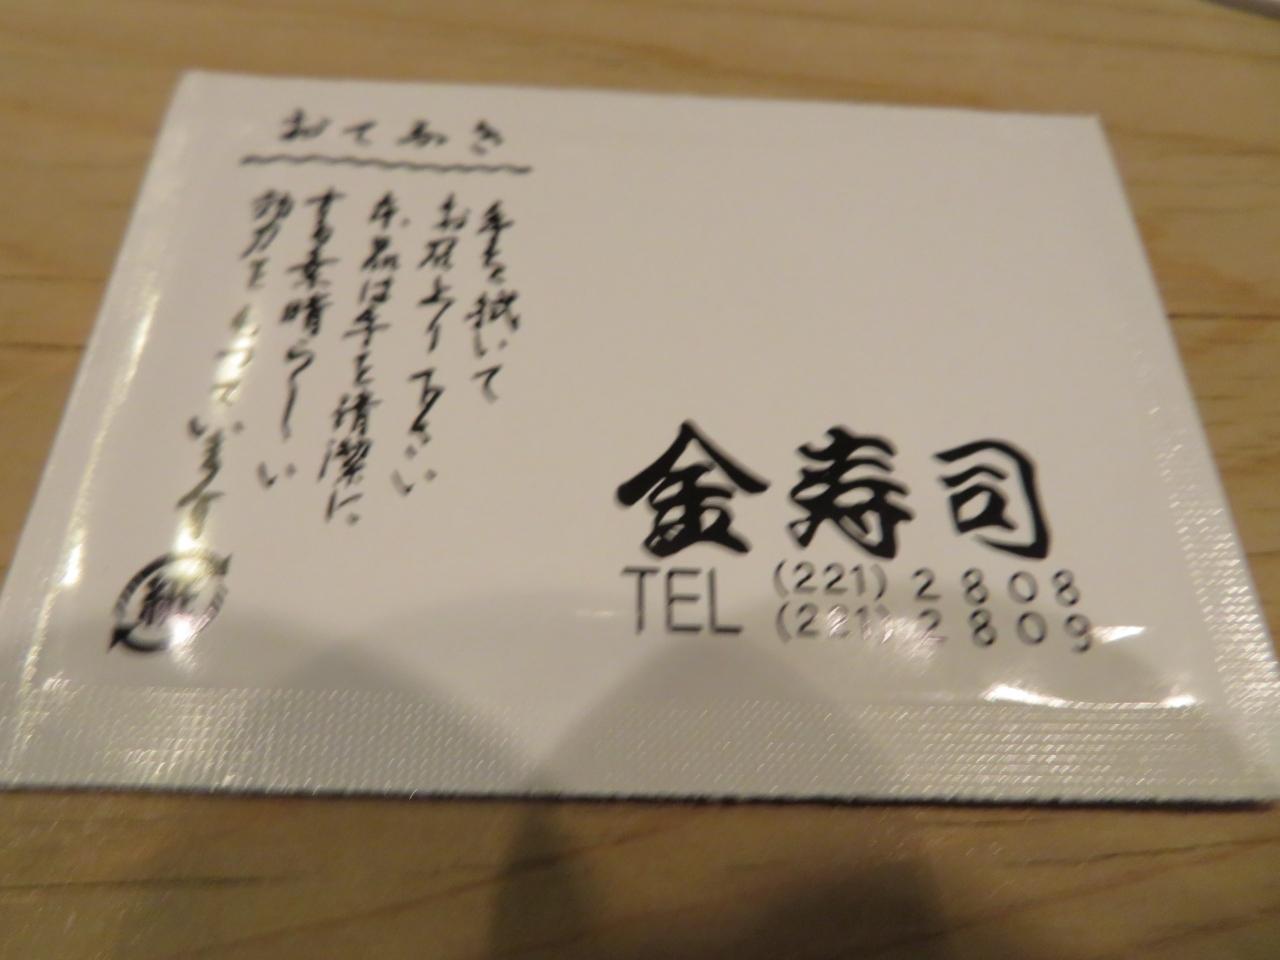 おてふき
手を拭いて
お召上り下さい
本品は手を清潔に
する素晴らしい
効力をもっています
金寿司
TEL (221) 2808
(221) 2809